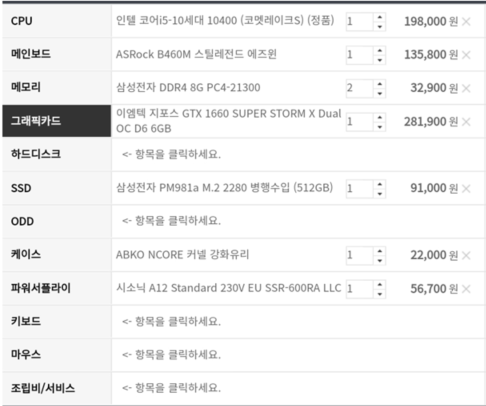 CPU 인텔 코어i5-10세대 10400 (코멧레이크S) (정품) 1 198,000 원 ×
메인보드 ASRock B460M 스틸레전드 에즈윈 1 135,800 원 ×
메모리 삼성전자 DDR4 8G PC4-21300 2 32,900 원 ×
그래픽카드 이엠텍 지포스 GTX 1660 SUPER STORM X Dual
OC D6 6GB 1 281,900 원 ×
하드디스크 <- 항목을 클릭하세요.
SSD 삼성전자 PM981a M.2 2280 병행수입 (512GB) 1 91,000 원 ×
ODD <- 항목을 클릭하세요.
케이스 ABKO NCORE 커넬 강화유리 1 22,000 원 ×
파워서플라이 시소닉 A12 Standard 230V EU SSR-600RA LLC 1 56,700 원 ×
키보드 <- 항목을 클릭하세요.
마우스 <- 항목을 클릭하세요.
조립비/서비스 <- 항목을 클릭하세요.